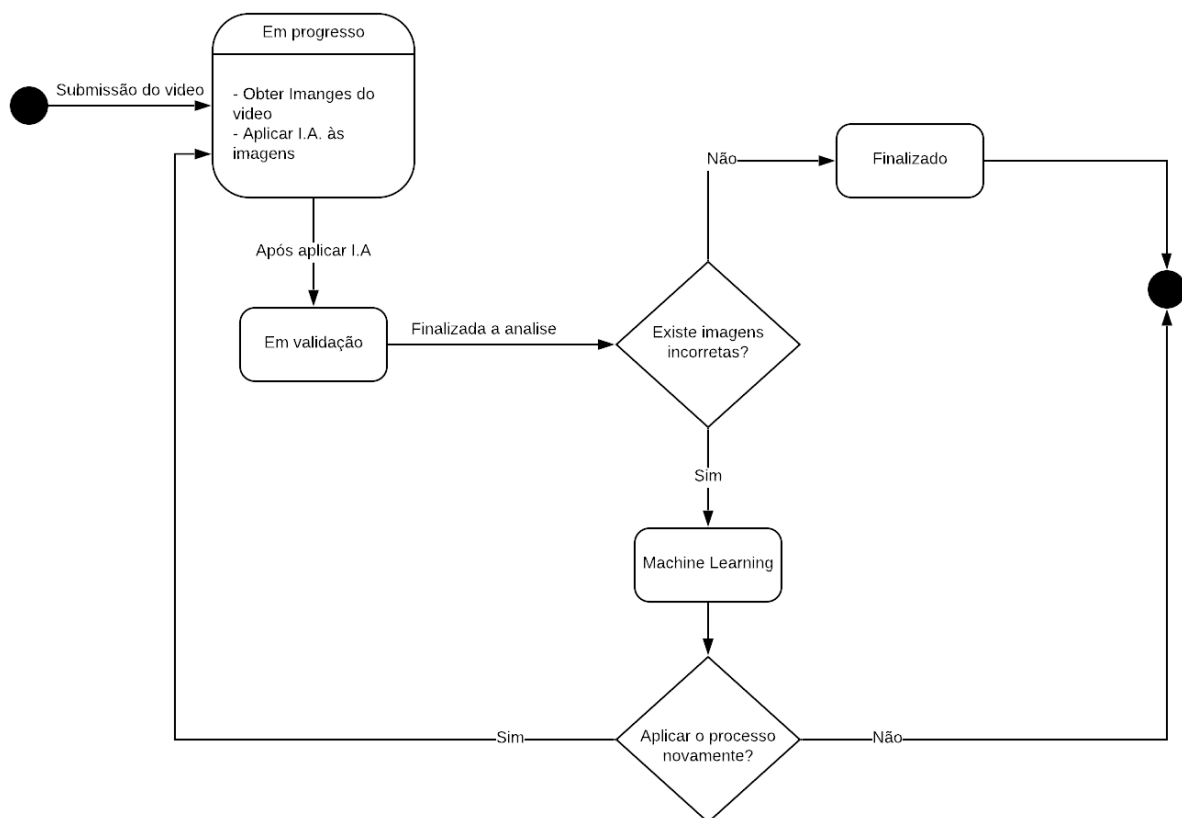 Em progresso
Submissão do video
- Obter Imanges do
video
- Aplicar I.A. às
imagens
Após aplicar I.A
Em validação
Finalizada a analise
Existe imagens
incorretas?
Não
Finalizado
Sim
Machine Learning
Aplicar o processo
novamente?
Sim
Não